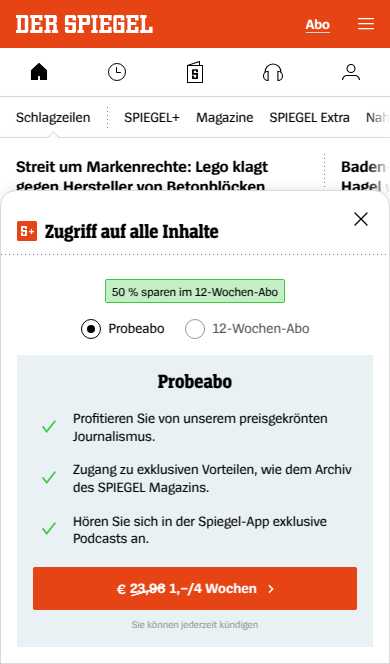 DER SPIEGEL
Abo
Schlagzeilen
SPIEGEL+
Magazine
SPIEGEL Extra
Streit um Markenrechte: Lego klagt
gegen Hersteller von Betonblöcken
Baden
Hagel
S+ Zugriff auf alle Inhalte
50 % sparen im 12-Wochen-Abo
Probeabo
12-Wochen-Abo
Probeabo
Profitieren Sie von unserem preisgekrönten
Journalismus.
Zugang zu exklusiven Vorteilen, wie dem Archiv
des SPIEGEL Magazins.
Hören Sie sich in der Spiegel-App exklusive
Podcasts an.
€ 23,96 1,–/4 Wochen
Sie können jederzeit kündigen